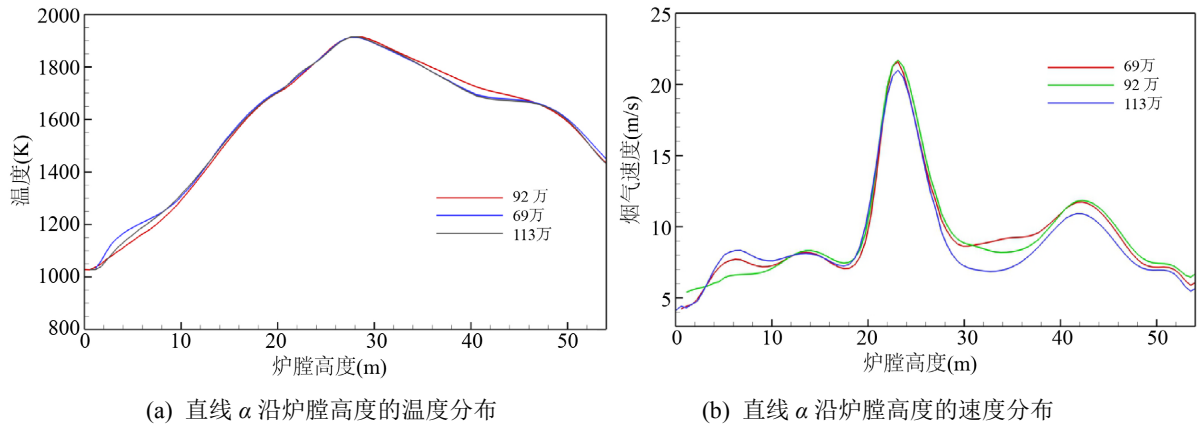 2000
1800
1600
1400
1200
1000
800
温度(K)
92 万
69万
113万
0
10
20
30
40
50
炉膛高度(m)
(a) 直线 α 沿炉膛高度的温度分布
25
20
15
10
5
烟气速度(m/s)
69万
92万
113万
0
10
20
30
40
50
炉膛高度(m)
(b) 直线 α 沿炉膛高度的速度分布